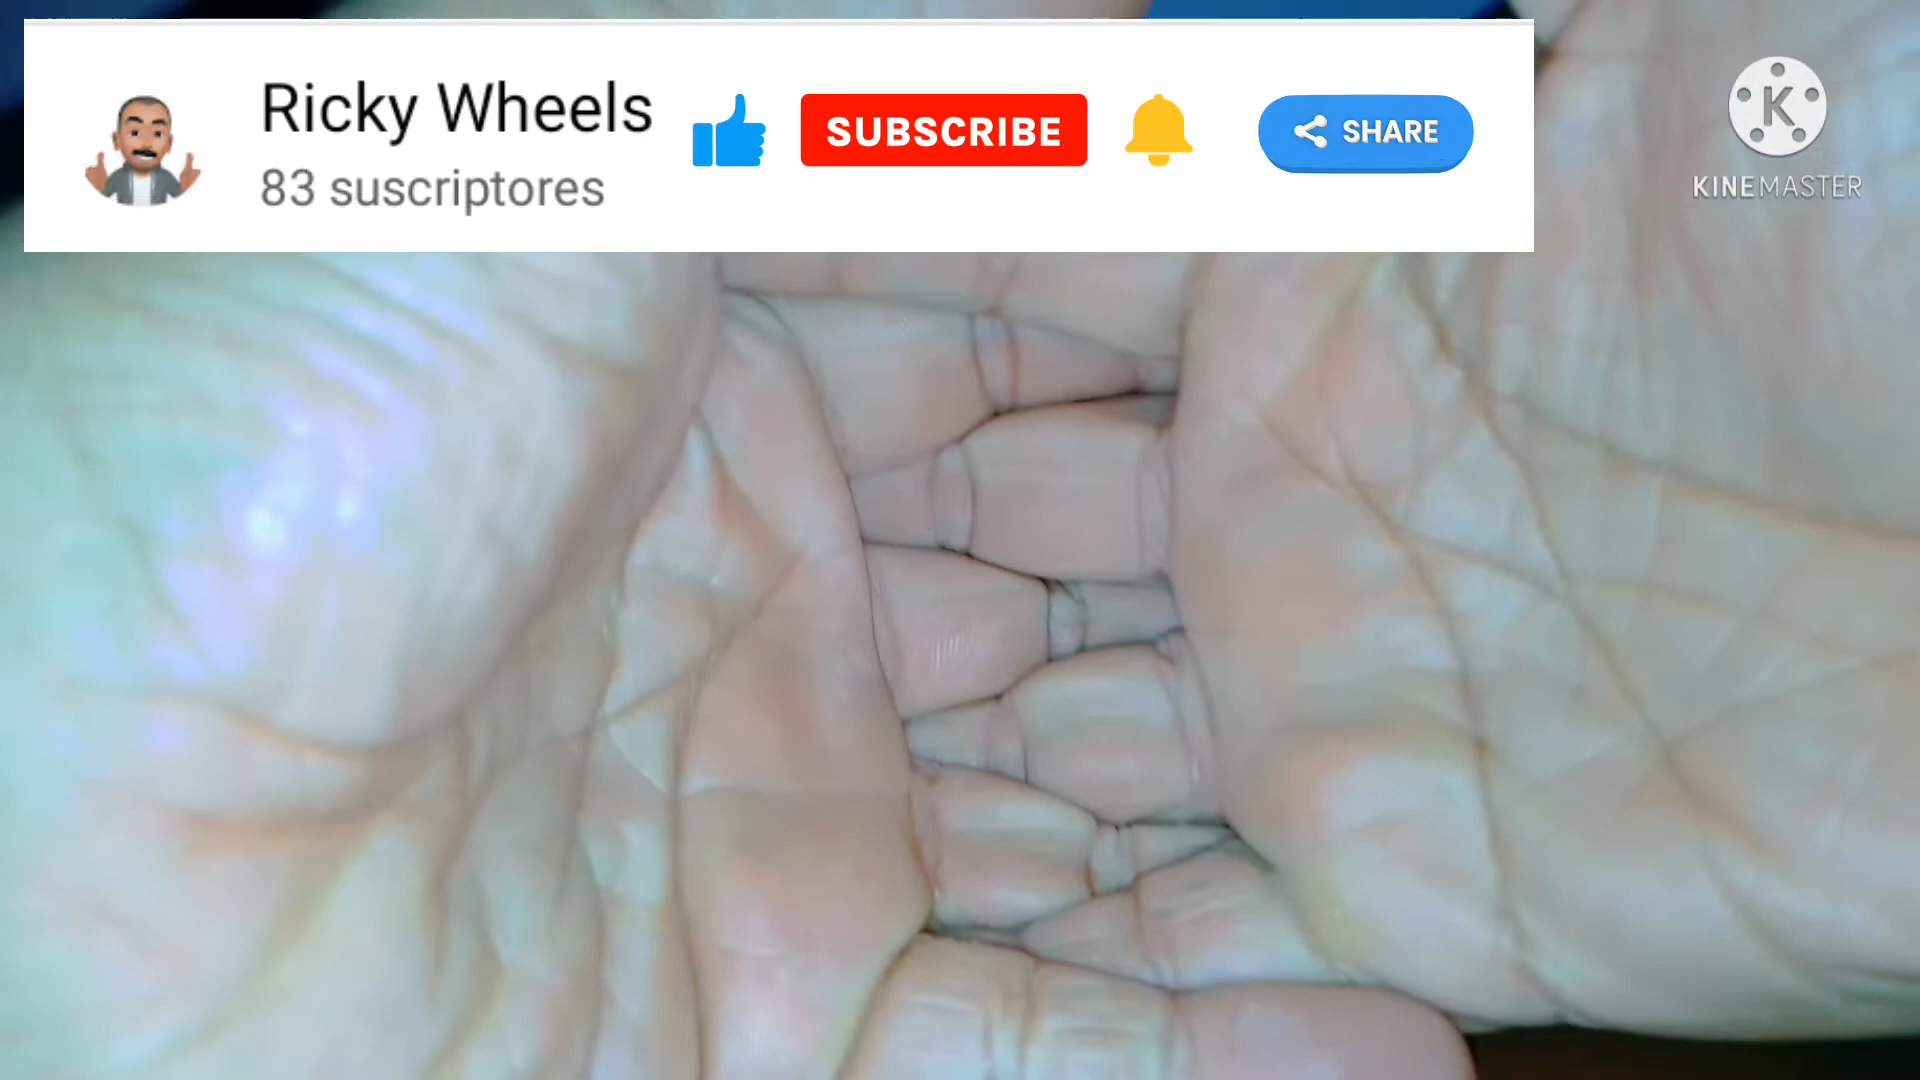 Ricky Wheels
83 suscriptores
SUBSCRIBE
SHARE
K
KINEMASTER